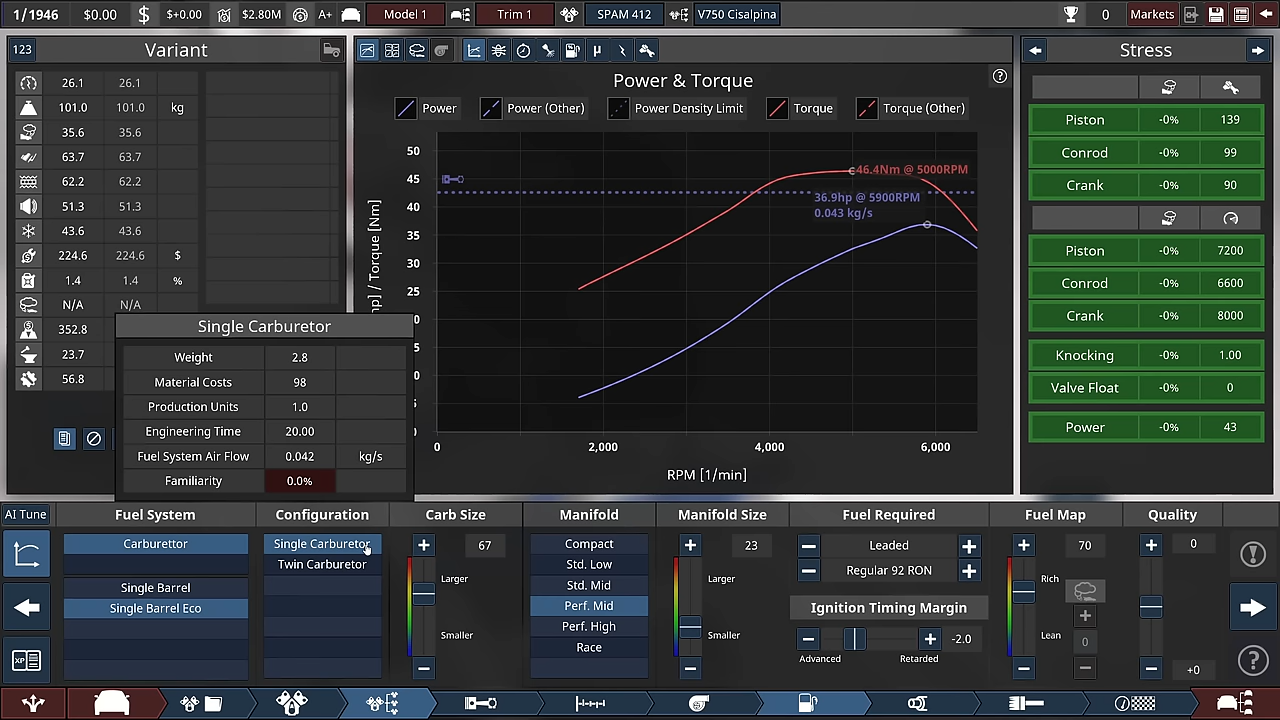 1/1946 $0.00 $+0.00 $2.80M A+ Model 1 Trim 1 SPAM 412 V750 Cisalpina 0 Markets
123 Variant
26.1 26.1
101.0 101.0 kg
35.6 35.6
63.7 63.7
62.2 62.2
51.3 51.3
43.6 43.6
224.6 224.6 $
1.4 1.4 %
N/A N/A
352.8
23.7
56.8
Single Carburetor
Weight 2.8
Material Costs 98
Production Units 1.0
Engineering Time 20.00
Fuel System Air Flow 0.042 kg/s
Familiarity 0.0%
Power & Torque
Power Power (Other) Power Density Limit Torque Torque (Other)
50
45
40
35
30
25
46.4Nm @ 5000RPM
36.9hp @ 5900RPM
0.043 kg/s
0 2,000 4,000 6,000
RPM [1/min]
/ Torque [Nm]
Stress
Piston -0% 139
Conrod -0% 99
Crank -0% 90
Piston -0% 7200
Conrod -0% 6600
Crank -0% 8000
Knocking -0% 1.00
Valve Float -0% 0
Power -0% 43
AI Tune Fuel System Configuration Carb Size Manifold Manifold Size Fuel Required Fuel Map Quality
Carburettor
Single Barrel
Single Barrel Eco
Single Carburetor
Twin Carburetor
67
Larger
Smaller
Compact
Std. Low
Std. Mid
Perf. Mid
Perf. High
Race
23
Larger
Smaller
Leaded
Regular 92 RON
Ignition Timing Margin
-2.0
Advanced Retarded
70
Rich
Lean
0
0
+0
XP